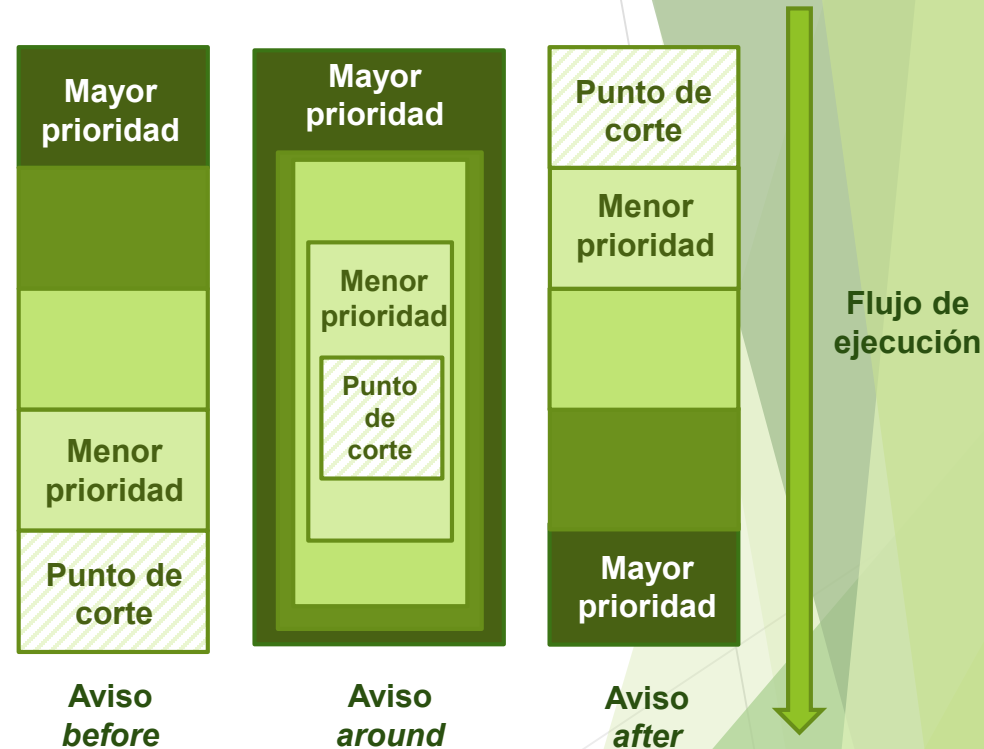 Mayor
prioridad
Menor
prioridad
Punto de
corte
Aviso
before
Mayor
prioridad
Menor
prioridad
Punto
de
corte
Aviso
around
Punto de
corte
Menor
prioridad
Mayor
prioridad
Aviso
after
Flujo de
ejecución